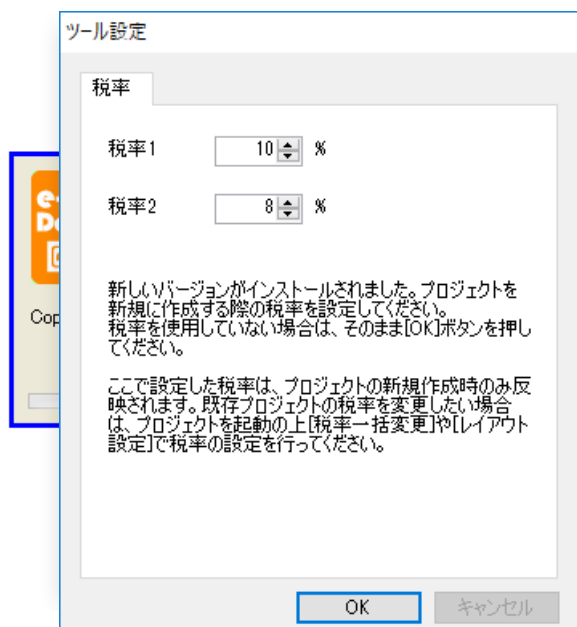 ツール設定
税率
税率1 10 %
税率2 8 %
新しいバージョンがインストールされました。プロジェクトを
新規に作成する際の税率を設定してください。
税率を使用していない場合は、そのまま[OK]ボタンを押し
てください。
ここで設定した税率は、プロジェクトの新規作成時のみ反
映されます。既存プロジェクトの税率を変更したい場合
は、プロジェクトを起動の上[税率一括変更]や[レイアウト
設定]で税率の設定を行ってください。
e-
Cop
OK キャンセル